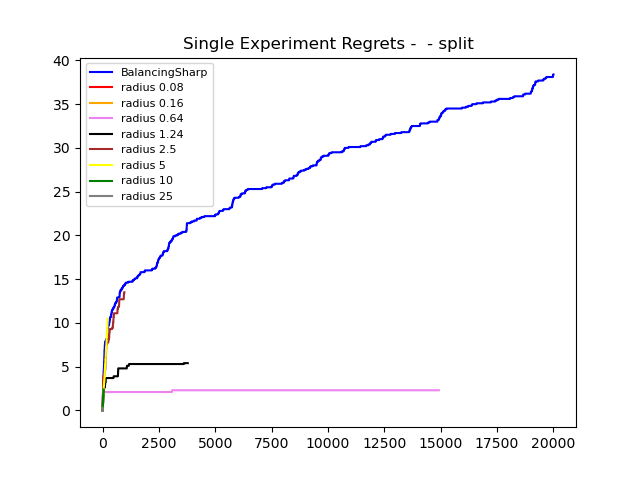 Single Experiment Regrets -  - split
BalancingSharp
radius 0.08
radius 0.16
radius 0.64
radius 1.24
radius 2.5
radius 5
radius 10
radius 25
40
35
30
25
20
15
10
5
0
0 2500 5000 7500 10000 12500 15000 17500 20000